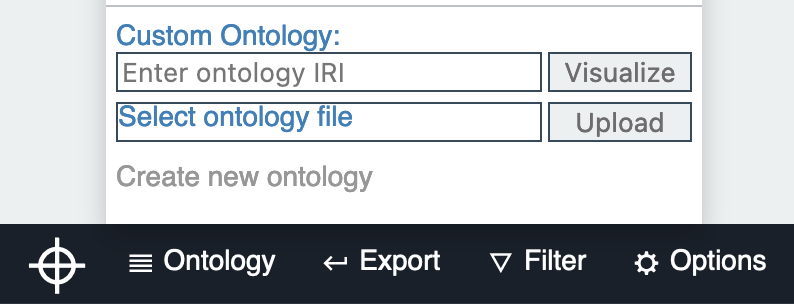 Custom Ontology:
Enter ontology IRI Visualize
Select ontology file Upload
Create new ontology
Ontology Export Filter Options